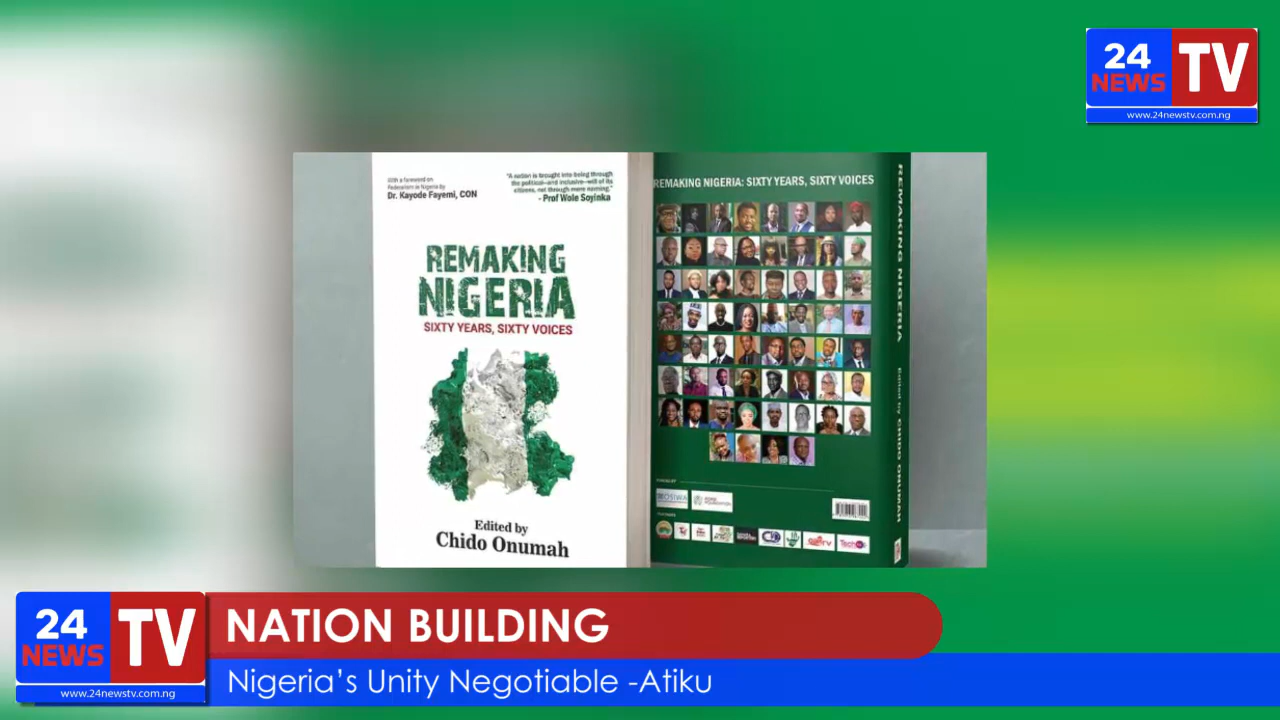 24
NEWS
TV
www.24newstv.com.ng
With a foreword on
Federalism in Nigeria by
Dr. Kayode Fayemi, CON
"A nation is brought into being through
the political—and inclusive—will of its
citizens, not through mere naming."
- Prof Wole Soyinka
REMAKING
NIGERIA
SIXTY YEARS, SIXTY VOICES
Edited by
Chido Onumah
REMAKING NIGERIA: SIXTY YEARS, SIXTY VOICES
REMAKING NIGERIA
Edited by CHIDO ONUMAH
24
NEWS
TV
www.24newstv.com.ng
NATION BUILDING
Nigeria's Unity Negotiable -Atiku